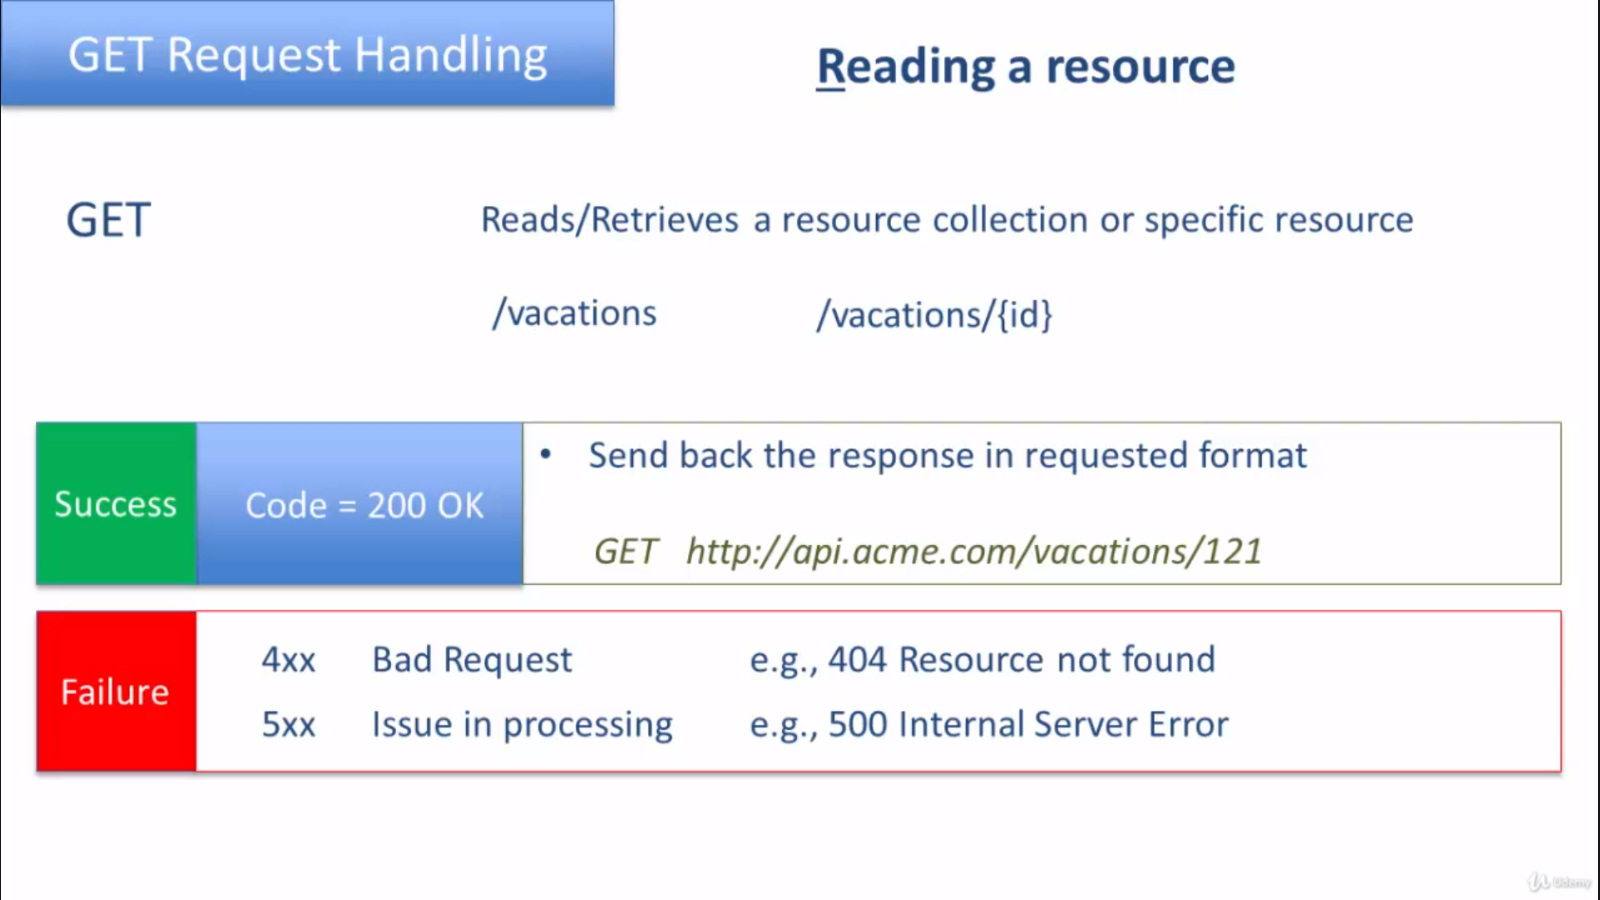 GET Request Handling
Reading a resource
GET
Reads/Retrieves a resource collection or specific resource
/vacations
/vacations/{id}
Success
Code = 200 OK
• Send back the response in requested format
GET http://api.acme.com/vacations/121
Failure
4xx Bad Request e.g., 404 Resource not found
5xx Issue in processing e.g., 500 Internal Server Error
Udemy